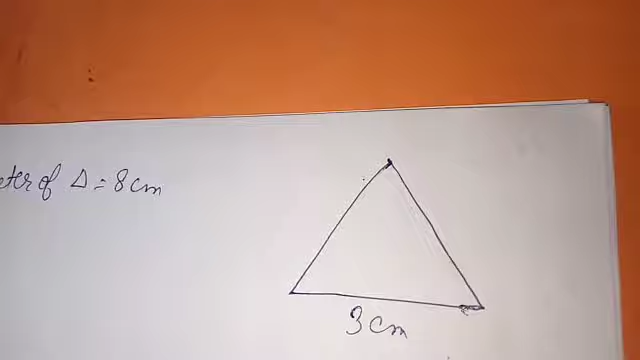 eter of Δ = 8 cm
3 cm